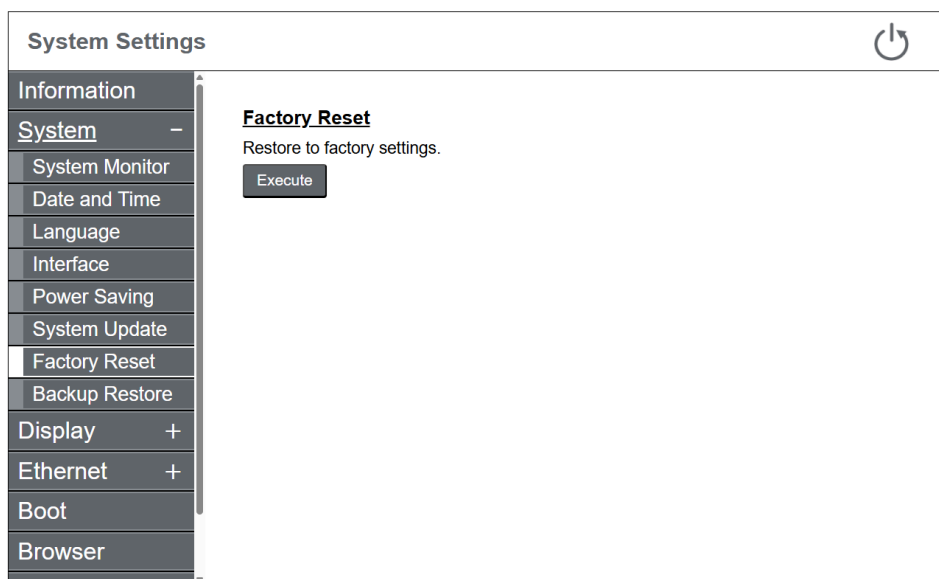 System Settings
Information
System −
System Monitor
Date and Time
Language
Interface
Power Saving
System Update
Factory Reset
Backup Restore
Display +
Ethernet +
Boot
Browser
Factory Reset
Restore to factory settings.
Execute